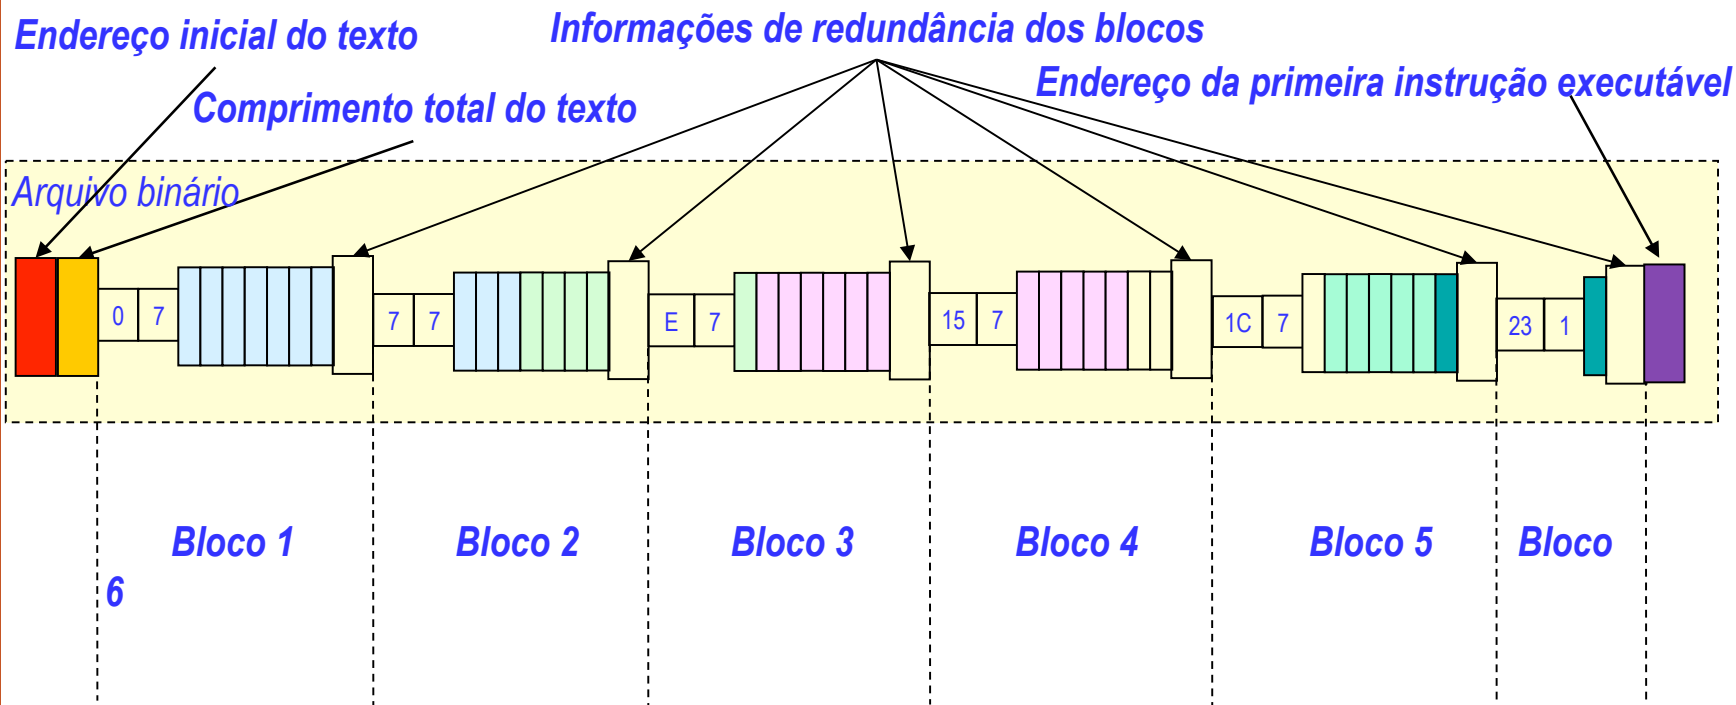 Endereço inicial do texto
Informações de redundância dos blocos
Endereço da primeira instrução executável
Comprimento total do texto
Arquivo binário
0 7 7 7 E 7 15 7 1C 7 23 1
Bloco 1 Bloco 2 Bloco 3 Bloco 4 Bloco 5 Bloco
6